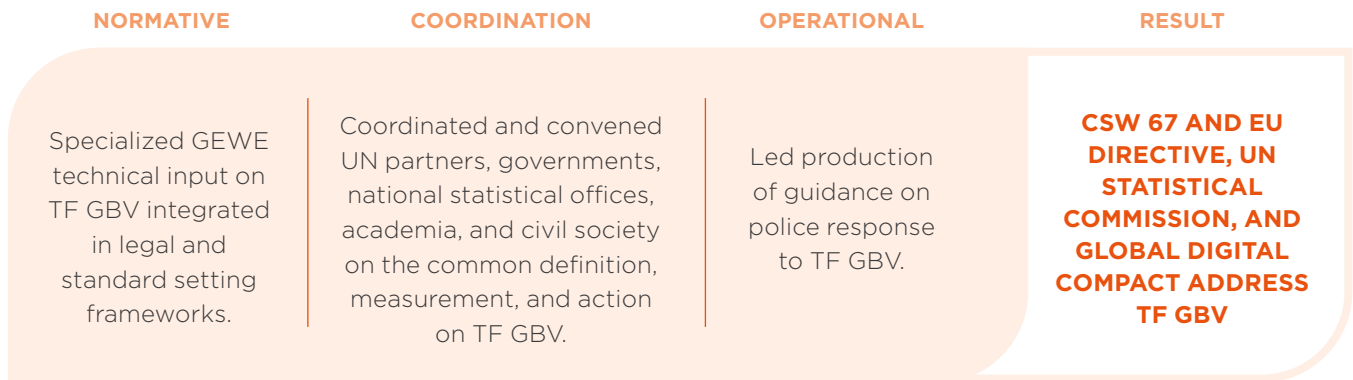 NORMATIVE
COORDINATION
OPERATIONAL
RESULT
Specialized GEWE
technical input on
TF GBV integrated
in legal and
standard setting
frameworks.
Coordinated and convened
UN partners, governments,
national statistical offices,
academia, and civil society
on the common definition,
measurement, and action
on TF GBV.
Led production
of guidance on
police response
to TF GBV.
CSW 67 AND EU
DIRECTIVE, UN
STATISTICAL
COMMISSION, AND
GLOBAL DIGITAL
COMPACT ADDRESS
TF GBV